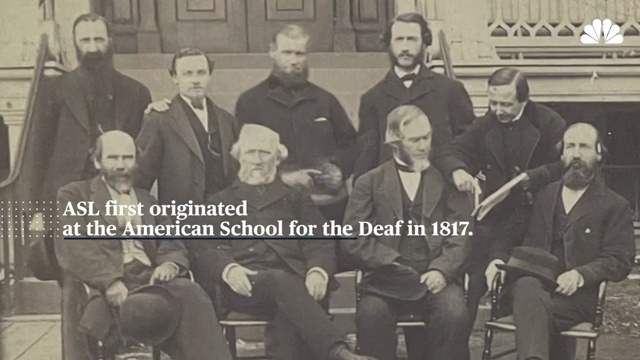 ASL first originated
at the American School for the Deaf in 1817.